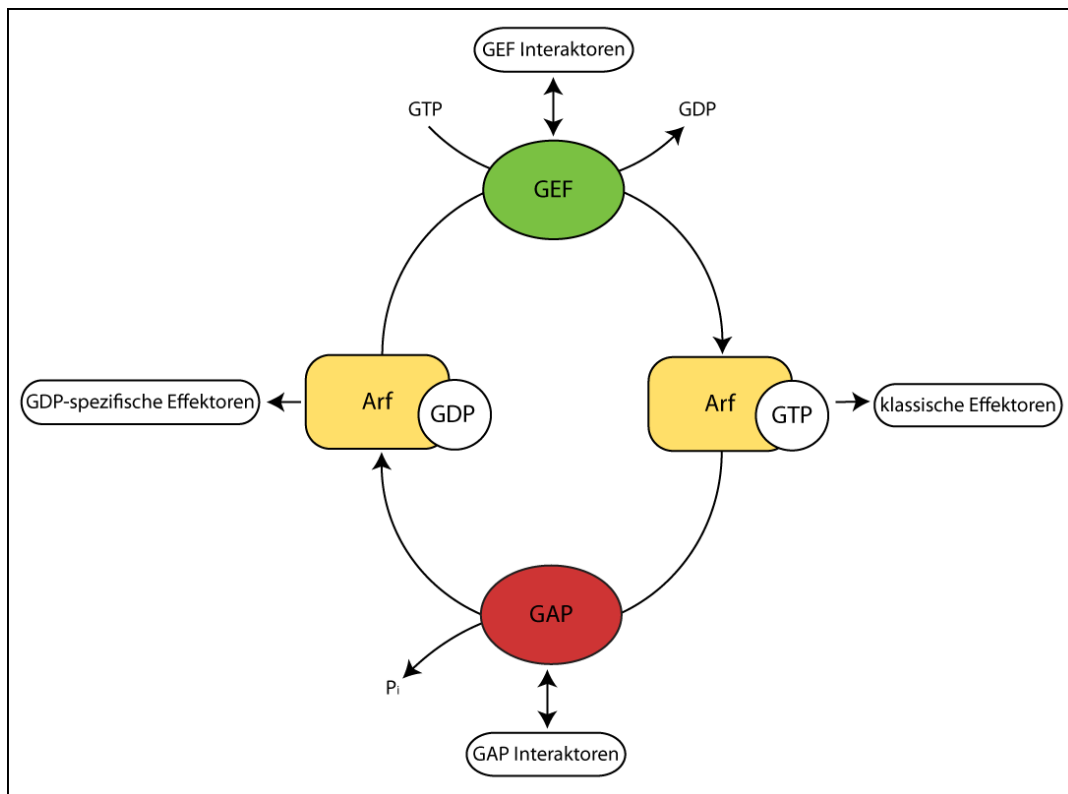 GEF Interaktoren
GTP
GDP
GEF
GDP-spezifische Effektoren
Arf
GDP
Arf
GTP
klassische Effektoren
GAP
Pi
GAP Interaktoren